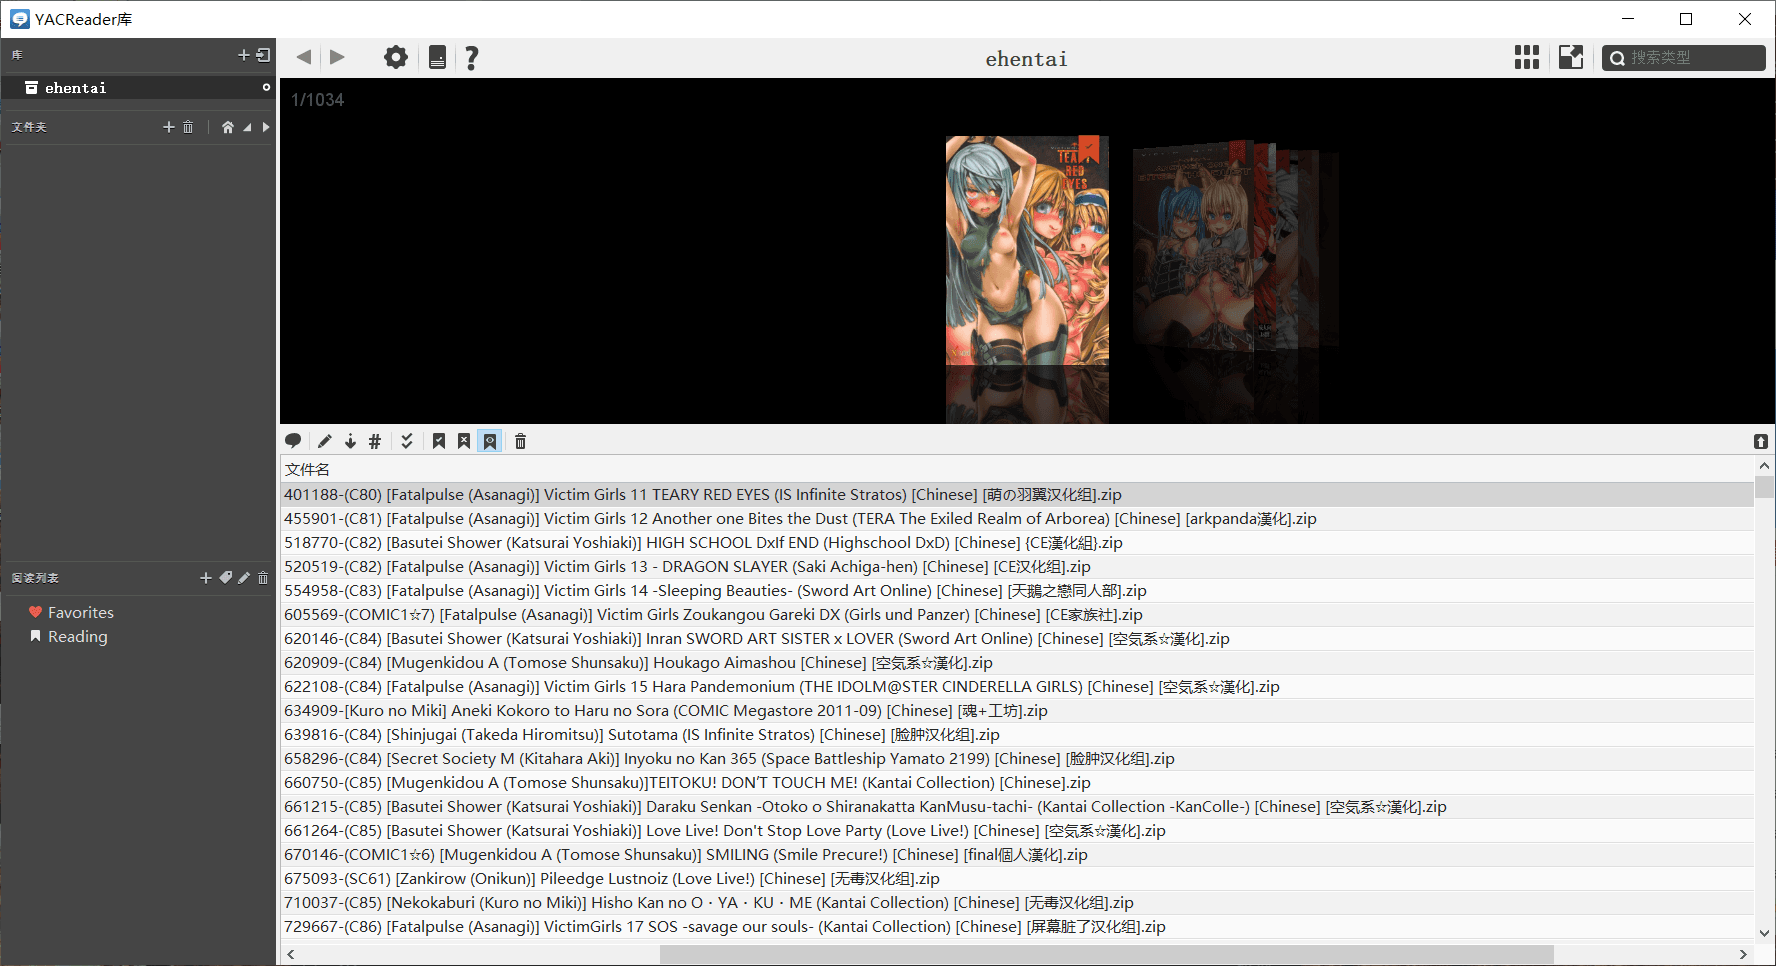 YACReader库
库
ehentai
搜索类型
ehentai
文件夹
1/1034
TEARY
RED
EYES
文件名
401188-(C80) [Fatalpulse (Asanagi)] Victim Girls 11 TEARY RED EYES (IS Infinite Stratos) [Chinese] [萌の羽翼汉化组].zip
455901-(C81) [Fatalpulse (Asanagi)] Victim Girls 12 Another one Bites the Dust (TERA The Exiled Realm of Arborea) [Chinese] [arkpanda漢化].zip
518770-(C82) [Basutei Shower (Katsurai Yoshiaki)] HIGH SCHOOL DxIf END (Highschool DxD) [Chinese] {CE漢化組}.zip
520519-(C82) [Fatalpulse (Asanagi)] Victim Girls 13 - DRAGON SLAYER (Saki Achiga-hen) [Chinese] [CE汉化组].zip
554958-(C83) [Fatalpulse (Asanagi)] Victim Girls 14 -Sleeping Beauties- (Sword Art Online) [Chinese] [天鵝之戀同人部].zip
605569-(COMIC1☆7) [Fatalpulse (Asanagi)] Victim Girls Zoukangou Gareki DX (Girls und Panzer) [Chinese] [CE家族社].zip
620146-(C84) [Basutei Shower (Katsurai Yoshiaki)] Inran SWORD ART SISTER x LOVER (Sword Art Online) [Chinese] [空気系☆漢化].zip
620909-(C84) [Mugenkidou A (Tomose Shunsaku)] Houkago Aimashou [Chinese] [空気系☆漢化].zip
622108-(C84) [Fatalpulse (Asanagi)] Victim Girls 15 Hara Pandemonium (THE IDOLM@STER CINDERELLA GIRLS) [Chinese] [空気系☆漢化].zip
634909-[Kuro no Miki] Aneki Kokoro to Haru no Sora (COMIC Megastore 2011-09) [Chinese] [魂+工坊].zip
639816-(C84) [Shinjugai (Takeda Hiromitsu)] Sutotama (IS Infinite Stratos) [Chinese] [脸肿汉化组].zip
658296-(C84) [Secret Society M (Kitahara Aki)] Inyoku no Kan 365 (Space Battleship Yamato 2199) [Chinese] [脸肿汉化组].zip
660750-(C85) [Mugenkidou A (Tomose Shunsaku)]TEITOKU! DON’T TOUCH ME! (Kantai Collection) [Chinese].zip
661215-(C85) [Basutei Shower (Katsurai Yoshiaki)] Daraku Senkan -Otoko o Shiranakatta KanMusu-tachi- (Kantai Collection -KanColle-) [Chinese] [空気系☆漢化].zip
661264-(C85) [Basutei Shower (Katsurai Yoshiaki)] Love Live! Don't Stop Love Party (Love Live!) [Chinese] [空気系☆漢化].zip
670146-(COMIC1☆6) [Mugenkidou A (Tomose Shunsaku)] SMILING (Smile Precure!) [Chinese] [final個人漢化].zip
675093-(SC61) [Zankirow (Onikun)] Pileedge Lustnoiz (Love Live!) [Chinese] [无毒汉化组].zip
710037-(C85) [Nekokaburi (Kuro no Miki)] Hisho Kan no O・YA・KU・ME (Kantai Collection) [Chinese] [无毒汉化组].zip
729667-(C86) [Fatalpulse (Asanagi)] VictimGirls 17 SOS -savage our souls- (Kantai Collection) [Chinese] [屏幕脏了汉化组].zip
阅读列表
Favorites
Reading